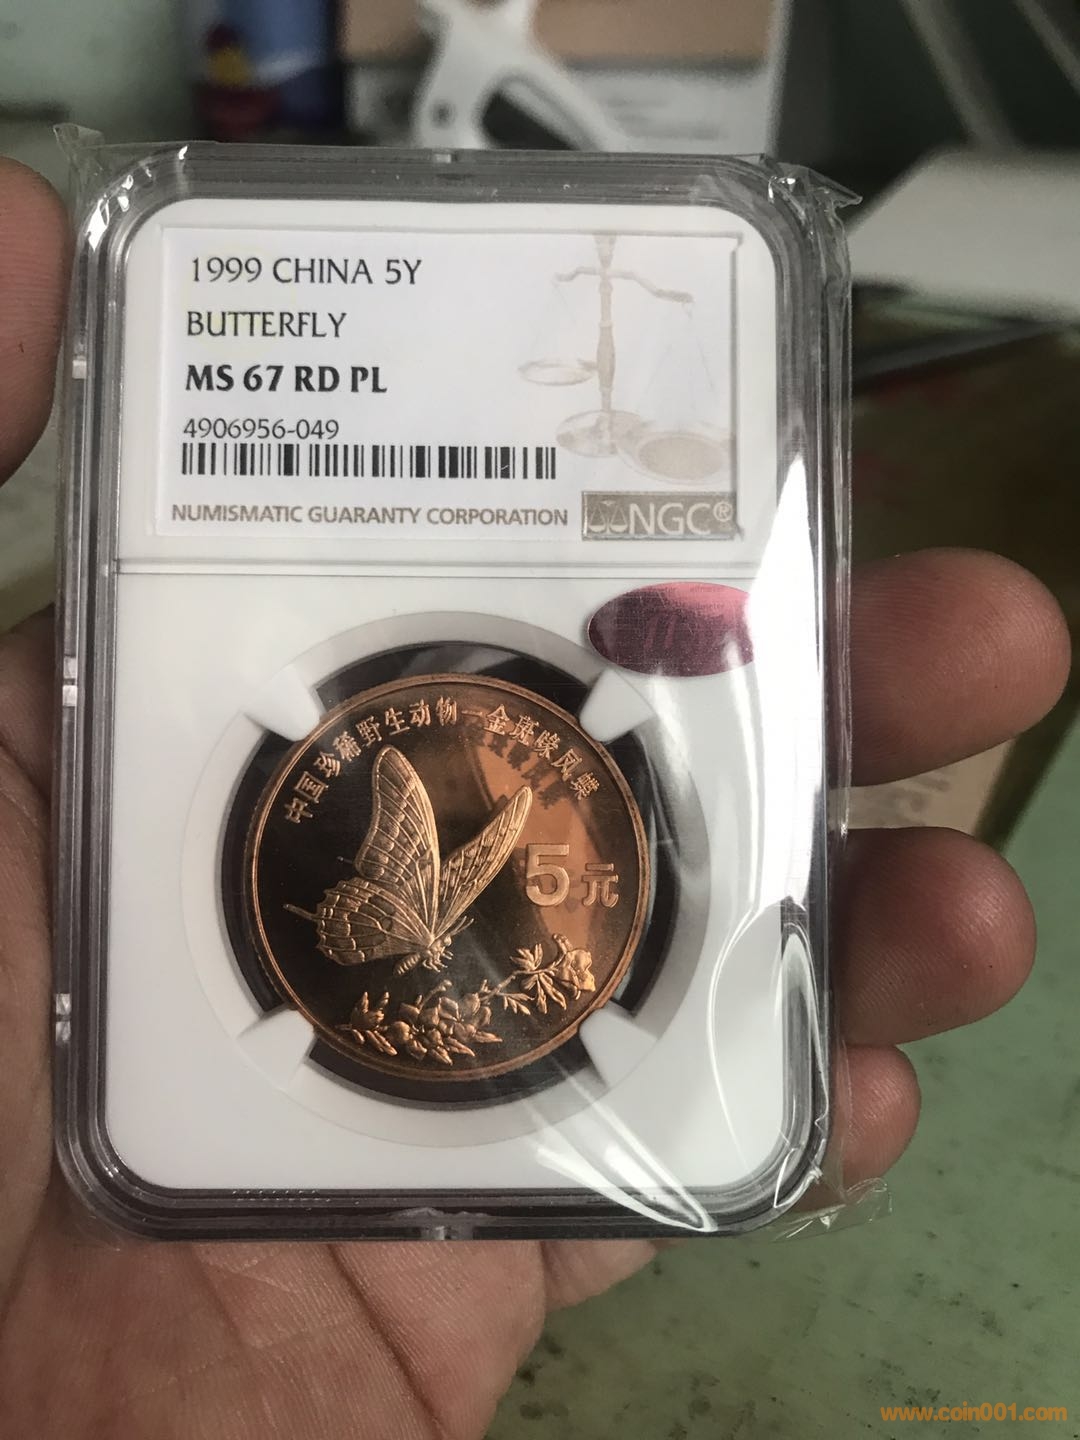 1999 CHINA 5Y
BUTTERFLY
MS 67 RD PL
4906956-049
NUMISMATIC GUARANTY CORPORATION
NGC®
中国珍稀野生动物—金斑喙凤蝶
5元
www.coin001.com